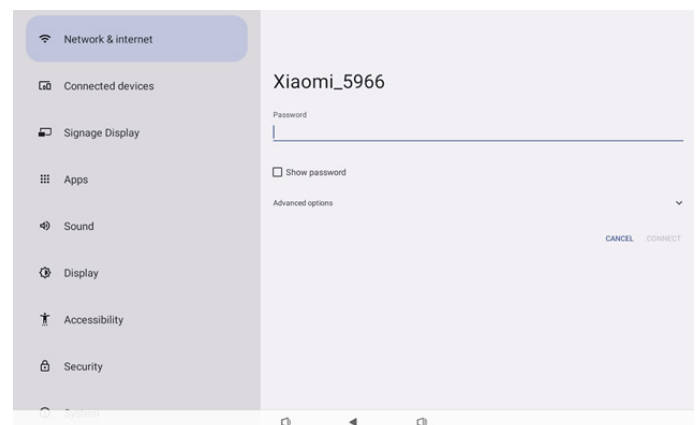 Network & internet
Connected devices
Signage Display
Apps
Sound
Display
Accessibility
Security
System
Xiaomi_5966
Password
Show password
Advanced options
CANCEL CONNECT